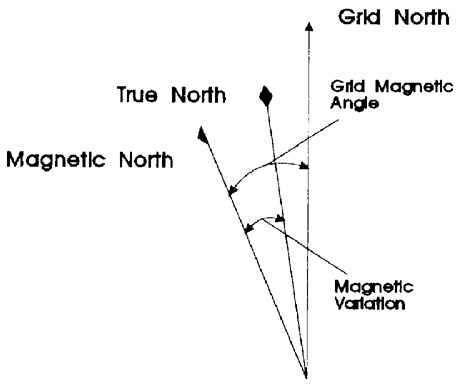 Grid North
Grid Magnetic
Angle
True North
Magnetic North
Magnetic
Variation